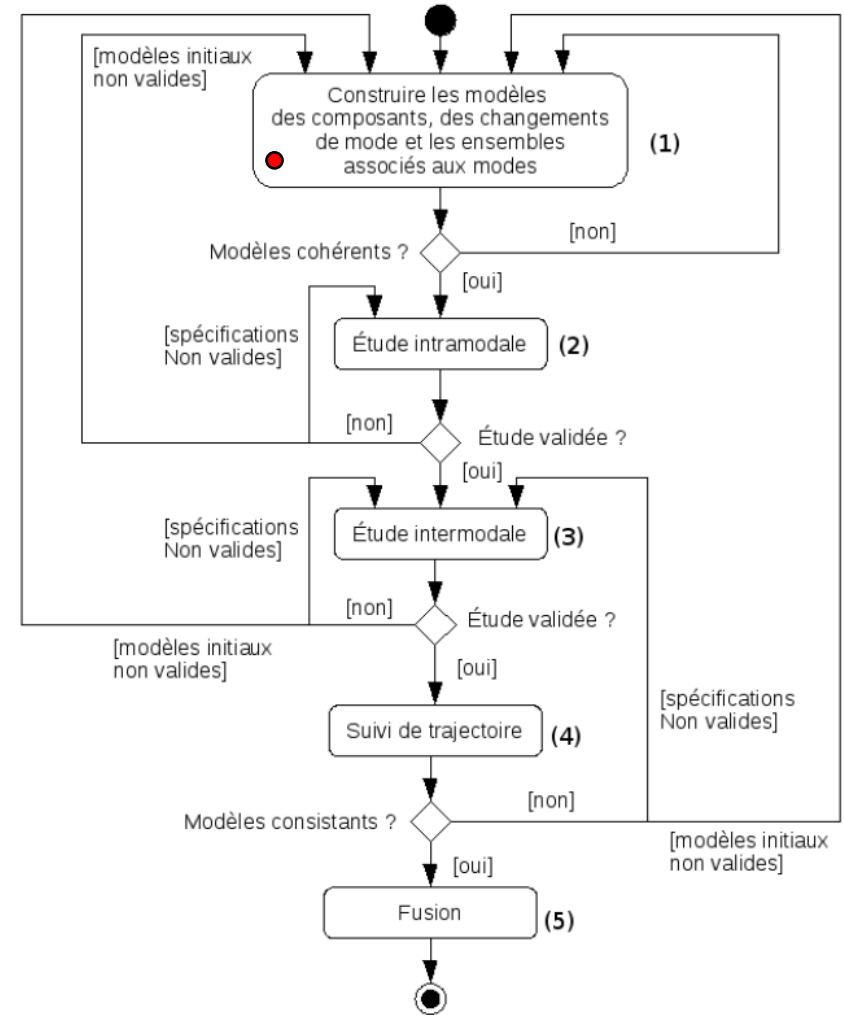 [modèles initiaux
non valides]
Construire les modèles
des composants, des changements
de mode et les ensembles
associés aux modes
(1)
[non]
Modèles cohérents ?
[oui]
[spécifications
Non valides]
Étude intramodale
(2)
[non]
Étude validée ?
[oui]
[spécifications
Non valides]
Étude intermodale
(3)
[non]
Étude validée ?
[modèles initiaux
non valides]
[oui]
[spécifications
Non valides]
Suivi de trajectoire
(4)
[non]
Modèles consistants ?
[modèles initiaux
non valides]
[oui]
Fusion
(5)